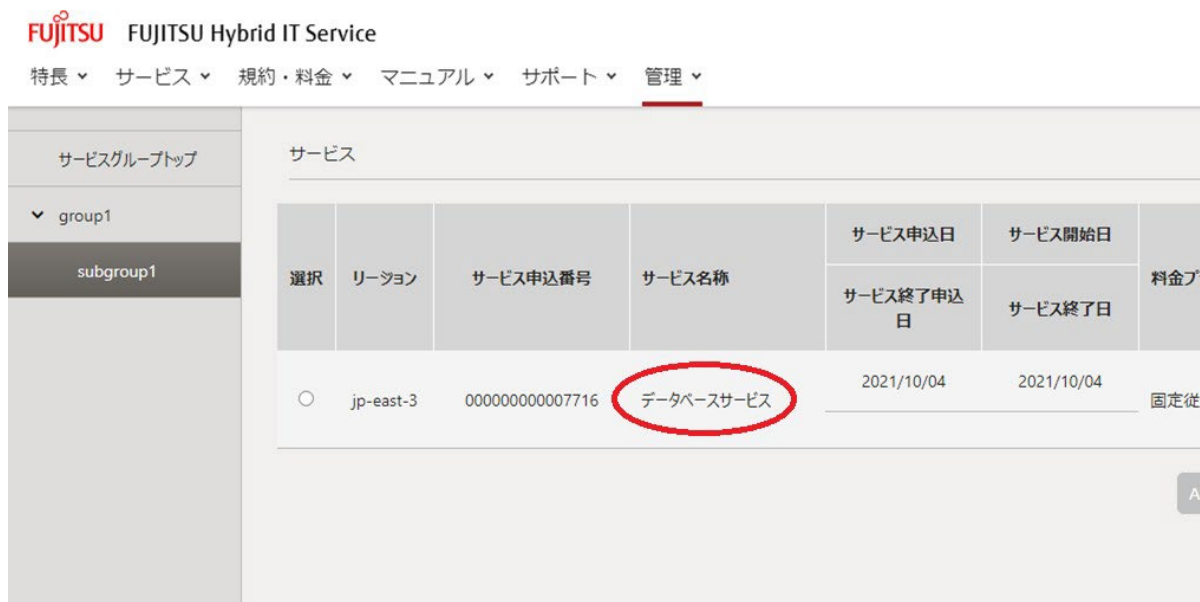 FUJITSU FUJITSU Hybrid IT Service
特長 サービス 規約・料金 マニュアル サポート 管理
サービスグループトップ
group1
subgroup1
サービス
選択 リージョン サービス申込番号 サービス名称 サービス申込日 サービス開始日 料金プ
サービス終了申込
日
サービス終了日
jp-east-3 000000000007716 データベースサービス 2021/10/04 2021/10/04 固定従
A